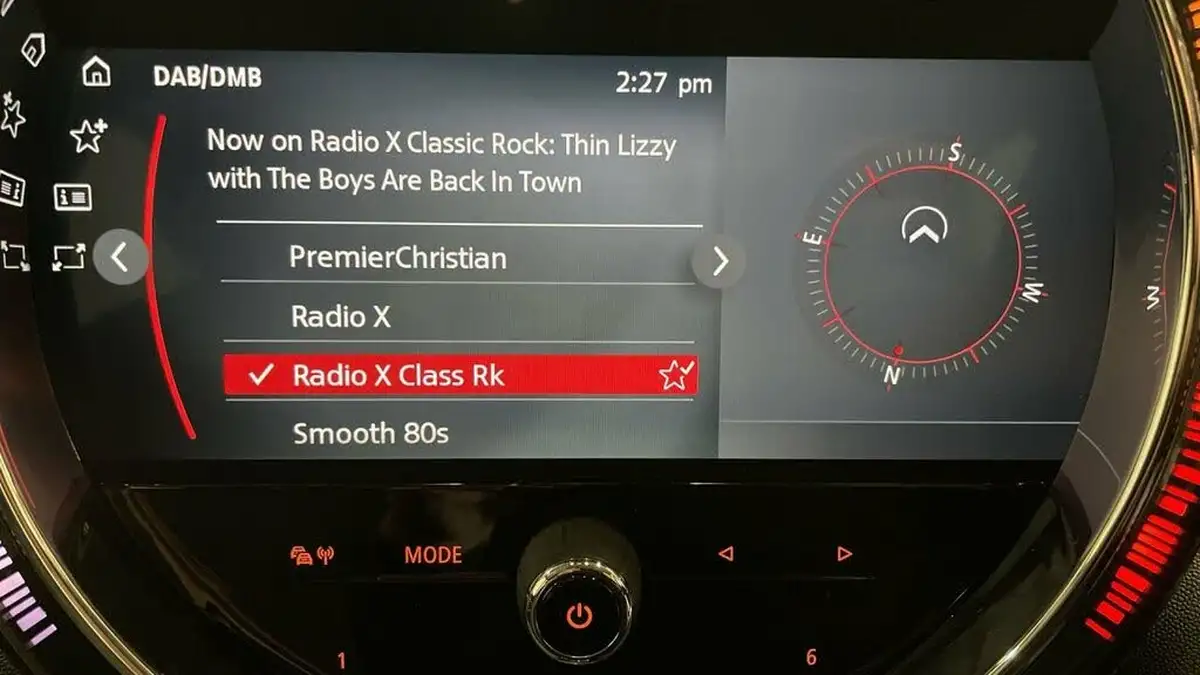 DAB/DMB
2:27 pm
Now on Radio X Classic Rock: Thin Lizzy
with The Boys Are Back In Town
PremierChristian
Radio X
Radio X Class Rk
Smooth 80s
S
E
W
N
MODE
1
6